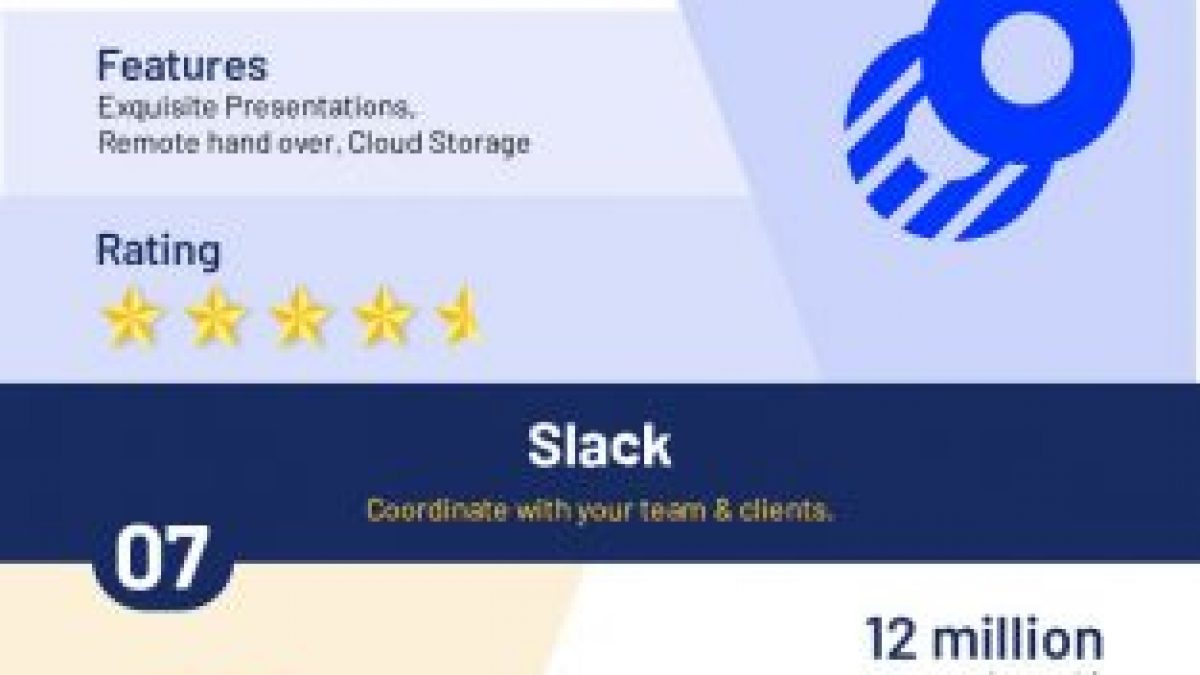 Features
Exquisite Presentations,
Remote hand over, Cloud Storage
Rating
Slack
Coordinate with your team & clients.
07
12 million